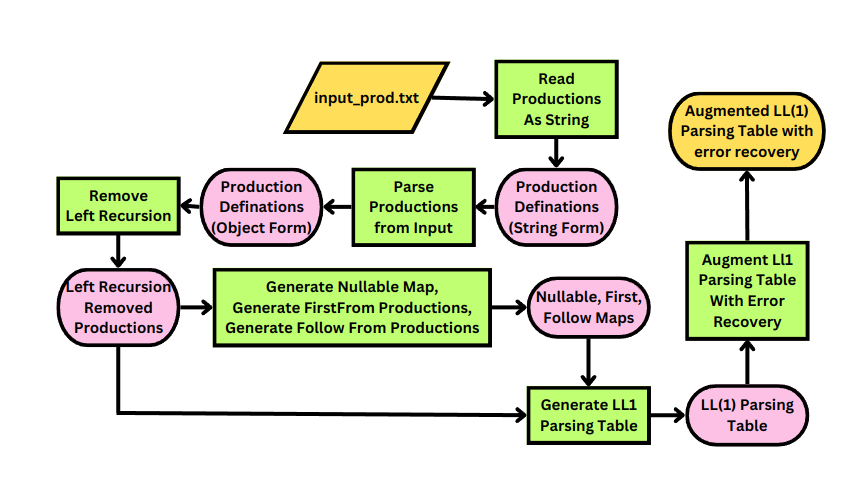 input_prod.txt
Read
Productions
As String
Augmented LL(1)
Parsing Table with
error recovery
Remove
Left Recursion
Production
Definations
(Object Form)
Parse
Productions
from Input
Production
Definations
(String Form)
Left Recursion
Removed
Productions
Generate Nullable Map,
Generate FirstFrom Productions,
Generate Follow From Productions
Nullable, First,
Follow Maps
Augment Ll1
Parsing Table
With Error
Recovery
Generate LL1
Parsing Table
LL(1) Parsing
Table